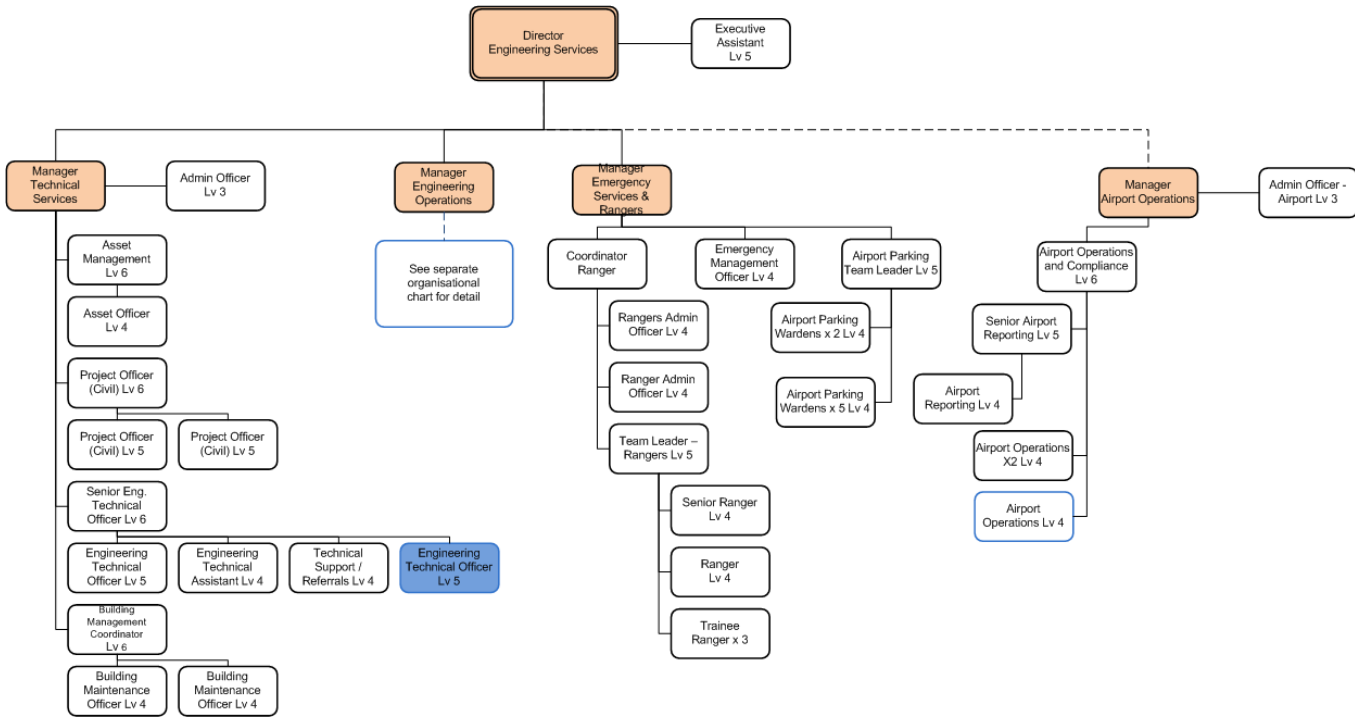 Director
Engineering Services
Executive
Assistant
Lv 5
Manager
Technical
Services
Admin Officer
Lv 3
Manager
Engineering
Operations
Manager
Emergency
Services &
Rangers
Manager
Airport Operations
Admin Officer -
Airport Lv 3
Asset
Management
Lv 6
Asset Officer
Lv 4
Project Officer
(Civil) Lv 6
Project Officer
(Civil) Lv 5
Project Officer
(Civil) Lv 5
Senior Eng.
Technical
Officer Lv 6
Engineering
Technical
Officer Lv 5
Engineering
Technical
Assistant Lv 4
Technical
Support /
Referrals Lv 4
Engineering
Technical Officer
Lv 5
Building
Management
Coordinator
Lv 6
Building
Maintenance
Officer Lv 4
Building
Maintenance
Officer Lv 4
See separate
organisational
chart for detail
Coordinator
Ranger
Rangers Admin
Officer Lv 4
Ranger Admin
Officer Lv 4
Team Leader –
Rangers Lv 5
Senior Ranger
Lv 4
Ranger
Lv 4
Trainee
Ranger x 3
Emergency
Management
Officer Lv 4
Airport Parking
Team Leader Lv 5
Airport Parking
Wardens x 2 Lv 4
Airport Parking
Wardens x 5 Lv 4
Airport Operations
and Compliance
Lv 6
Senior Airport
Reporting Lv 5
Airport
Reporting Lv 4
Airport Operations
X2 Lv 4
Airport
Operations Lv 4